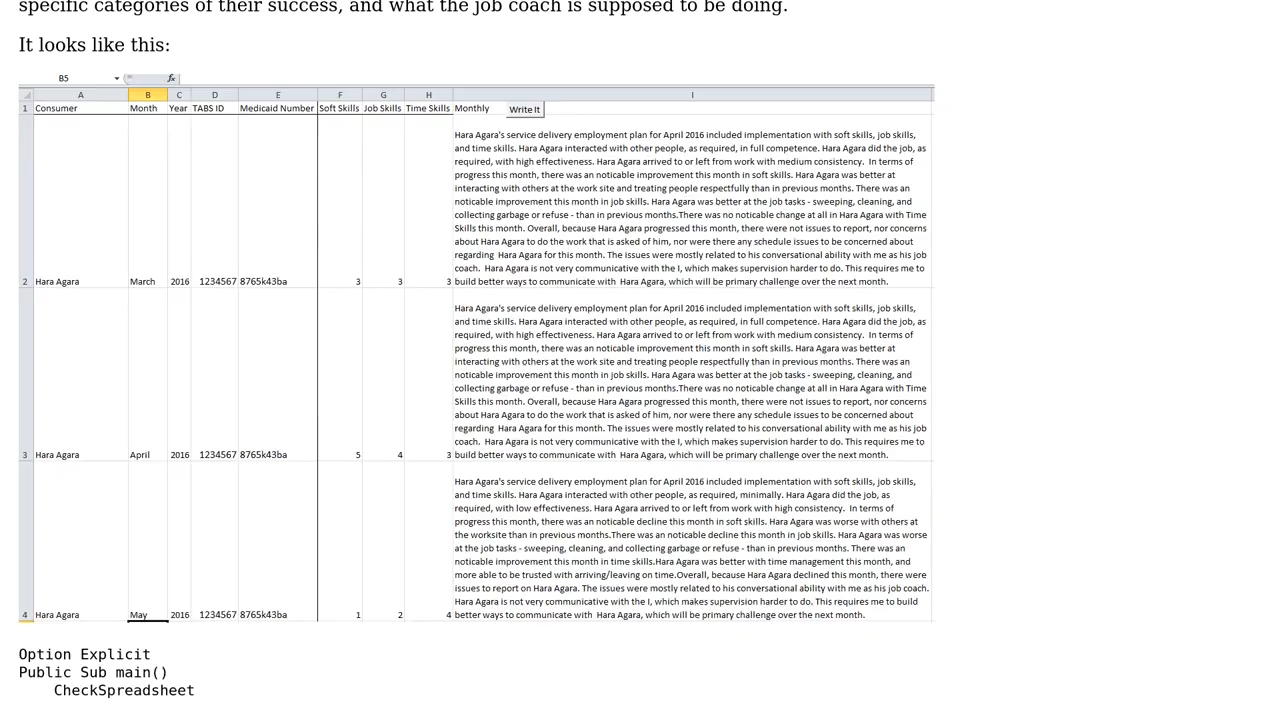 specific categories of their success, and what the job coach is supposed to be doing.
It looks like this:
B5 fx
A B C D E F G H I
1 Consumer Month Year TABS ID Medicaid Number Soft Skills Job Skills Time Skills Monthly Write It
Hara Agara's service delivery employment plan for April 2016 included implementation with soft skills, job skills,
and time skills. Hara Agara interacted with other people, as required, in full competence. Hara Agara did the job, as
required, with high effectiveness. Hara Agara arrived to or left from work with medium consistency.  In terms of
progress this month, there was an noticable improvement this month in soft skills. Hara Agara was better at
interacting with others at the work site and treating people respectfully than in previous months. There was an
noticable improvement this month in job skills. Hara Agara was better at the job tasks - sweeping, cleaning, and
collecting garbage or refuse - than in previous months.There was no noticable change at all in Hara Agara with Time
Skills this month. Overall, because Hara Agara progressed this month, there were not issues to report, nor concerns
about Hara Agara to do the work that is asked of him, nor were there any schedule issues to be concerned about
regarding  Hara Agara for this month. The issues were mostly related to his conversational ability with me as his job
coach.  Hara Agara is not very communicative with the I, which makes supervision harder to do. This requires me to
2 Hara Agara March 2016 1234567 8765k43ba 3 3 3 build better ways to communicate with  Hara Agara, which will be primary challenge over the next month.
Hara Agara's service delivery employment plan for April 2016 included implementation with soft skills, job skills,
and time skills. Hara Agara interacted with other people, as required, in full competence. Hara Agara did the job, as
required, with high effectiveness. Hara Agara arrived to or left from work with medium consistency.  In terms of
progress this month, there was an noticable improvement this month in soft skills. Hara Agara was better at
interacting with others at the work site and treating people respectfully than in previous months. There was an
noticable improvement this month in job skills. Hara Agara was better at the job tasks - sweeping, cleaning, and
collecting garbage or refuse - than in previous months.There was no noticable change at all in Hara Agara with Time
Skills this month. Overall, because Hara Agara progressed this month, there were not issues to report, nor concerns
about Hara Agara to do the work that is asked of him, nor were there any schedule issues to be concerned about
regarding  Hara Agara for this month. The issues were mostly related to his conversational ability with me as his job
coach.  Hara Agara is not very communicative with the I, which makes supervision harder to do. This requires me to
3 Hara Agara April 2016 1234567 8765k43ba 5 4 3 build better ways to communicate with  Hara Agara, which will be primary challenge over the next month.
Hara Agara's service delivery employment plan for April 2016 included implementation with soft skills, job skills,
and time skills. Hara Agara interacted with other people, as required, minimally. Hara Agara did the job, as
required, with low effectiveness. Hara Agara arrived to or left from work with high consistency.  In terms of
progress this month, there was an noticable decline this month in soft skills. Hara Agara was worse with others at
the worksite than in previous months.There was an noticable decline this month in job skills. Hara Agara was worse
at the job tasks - sweeping, cleaning, and collecting garbage or refuse - than in previous months. There was an
noticable improvement this month in time skills.Hara Agara was better with time management this month, and
more able to be trusted with arriving/leaving on time.Overall, because Hara Agara declined this month, there were
issues to report on Hara Agara. The issues were mostly related to his conversational ability with me as his job coach.
Hara Agara is not very communicative with the I, which makes supervision harder to do. This requires me to build
4 Hara Agara May 2016 1234567 8765k43ba 1 2 4 better ways to communicate with  Hara Agara, which will be primary challenge over the next month.
Option Explicit
Public Sub main()
    CheckSpreadsheet